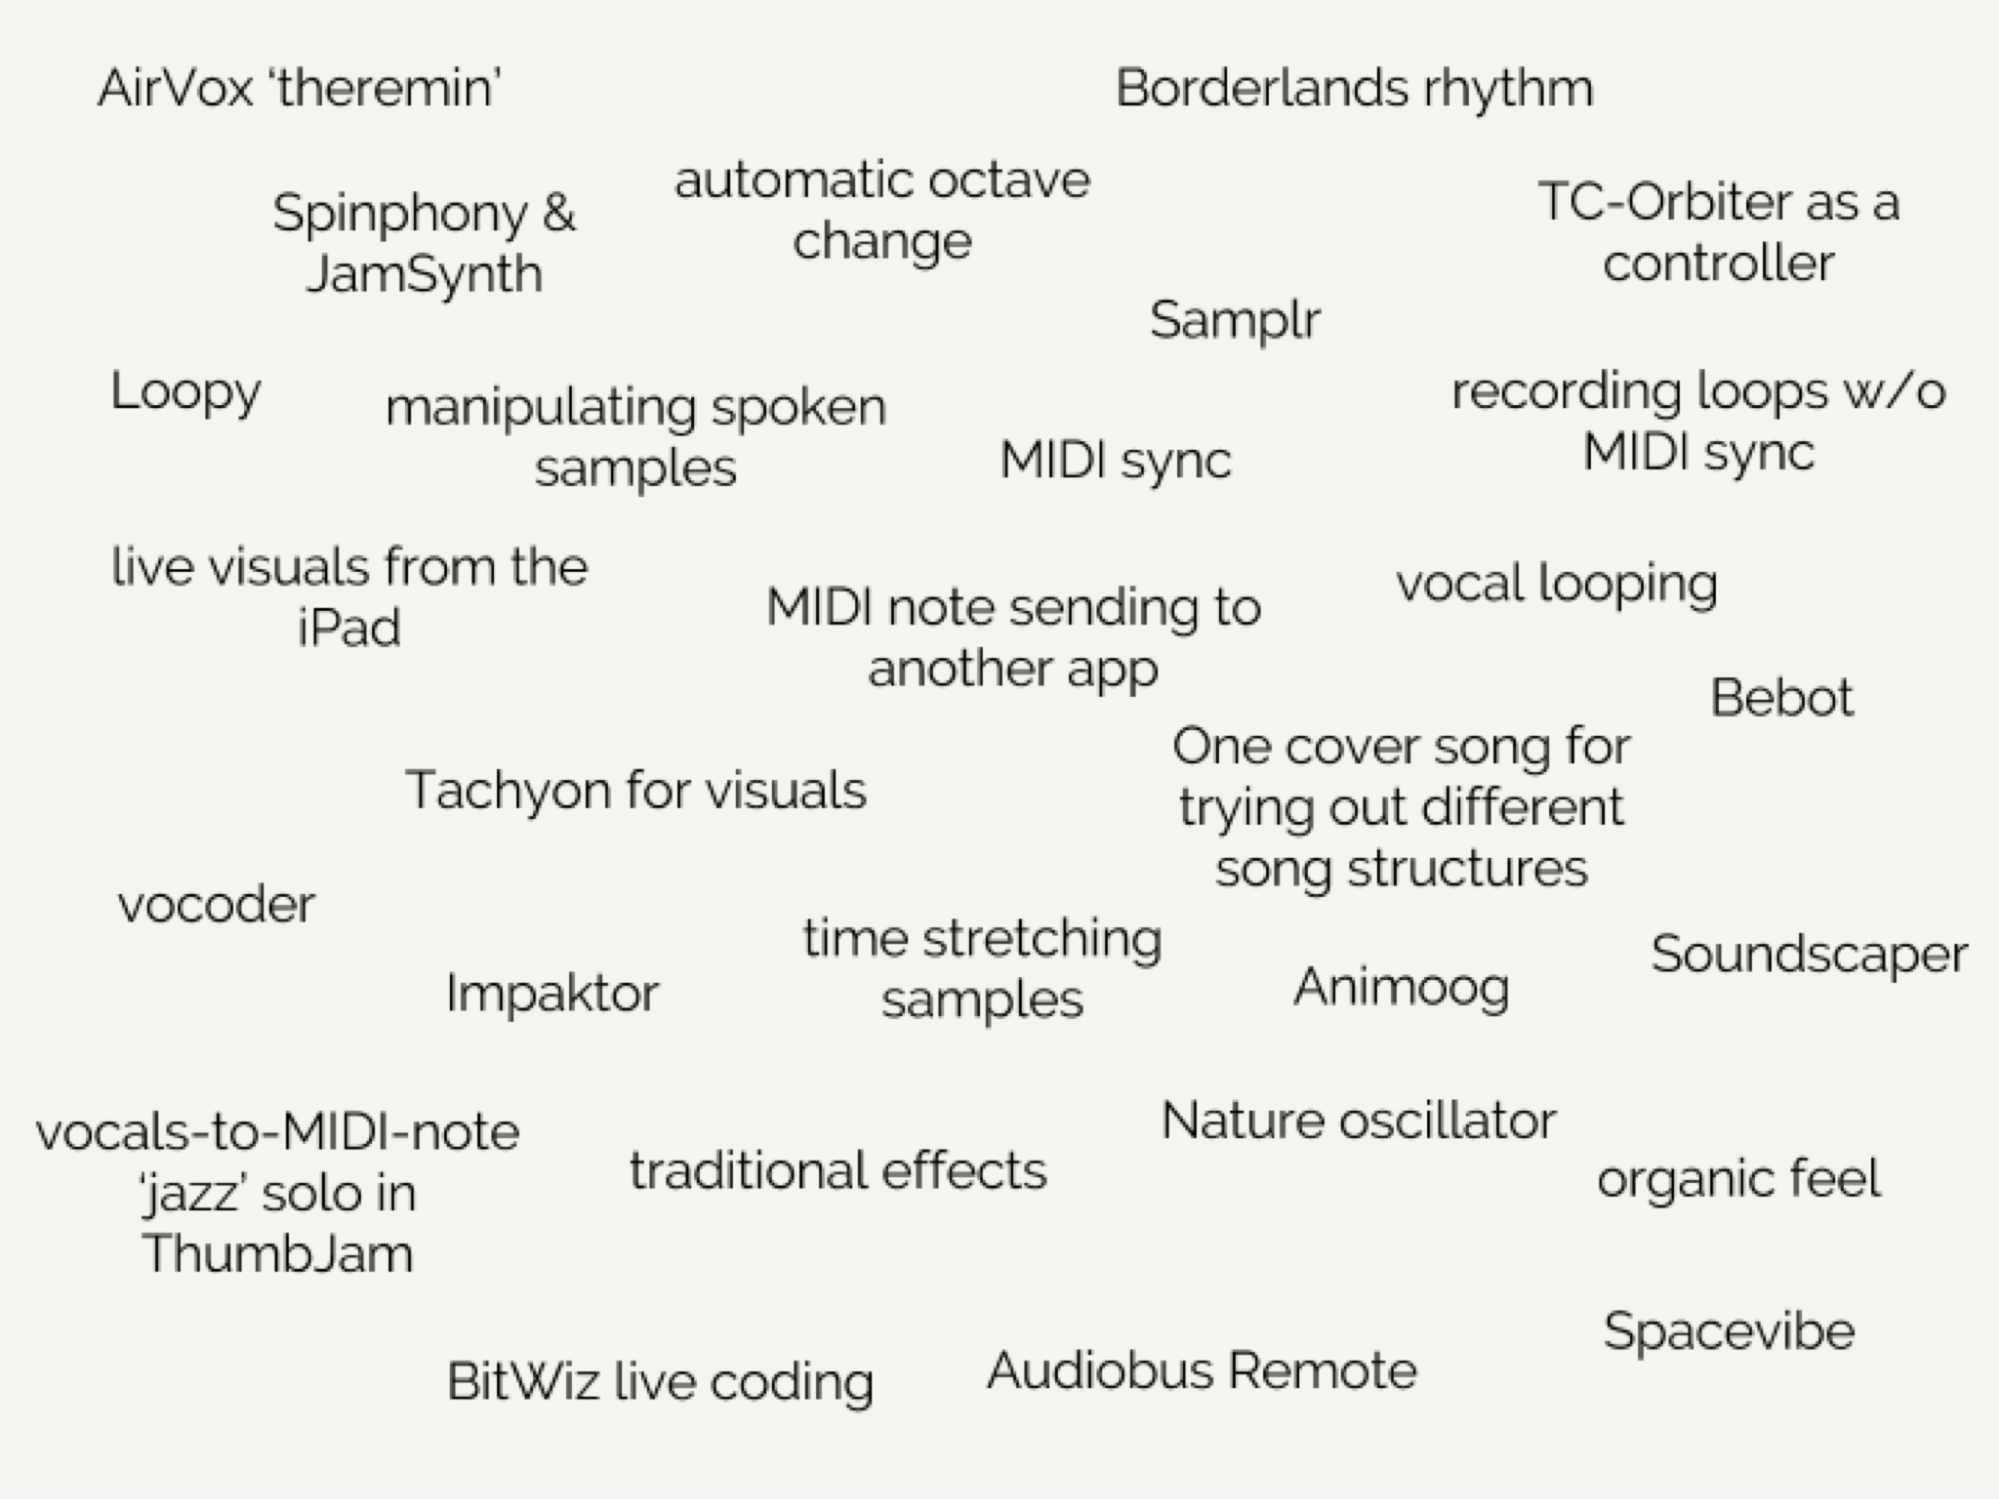 AirVox ‘theremin’
Borderlands rhythm
automatic octave
change
Spinphony &
JamSynth
TC-Orbiter as a
controller
Samplr
Loopy
manipulating spoken
samples
MIDI sync
recording loops w/o
MIDI sync
live visuals from the
iPad
MIDI note sending to
another app
vocal looping
Bebot
Tachyon for visuals
One cover song for
trying out different
song structures
vocoder
Impaktor
time stretching
samples
Animoog
Soundscaper
vocals-to-MIDI-note
‘jazz’ solo in
ThumbJam
traditional effects
Nature oscillator
organic feel
BitWiz live coding
Audiobus Remote
Spacevibe